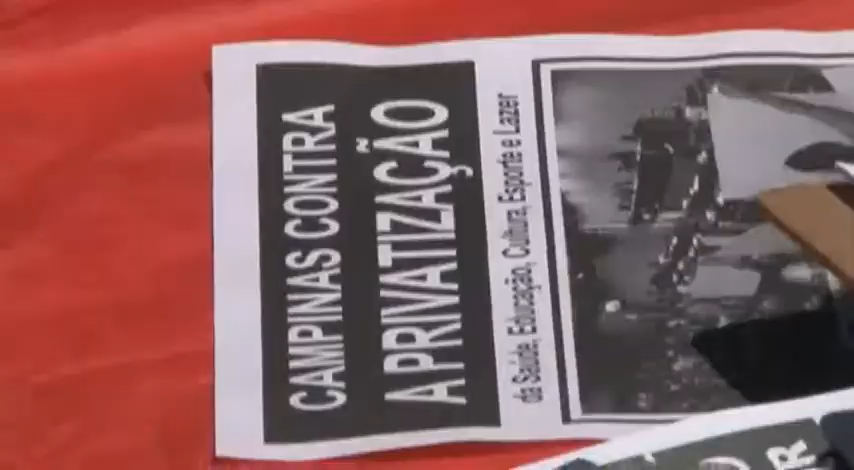 CAMPINAS CONTRA
A PRIVATIZAÇÃO
da Saúde, Educação, Cultura, Esporte e Lazer